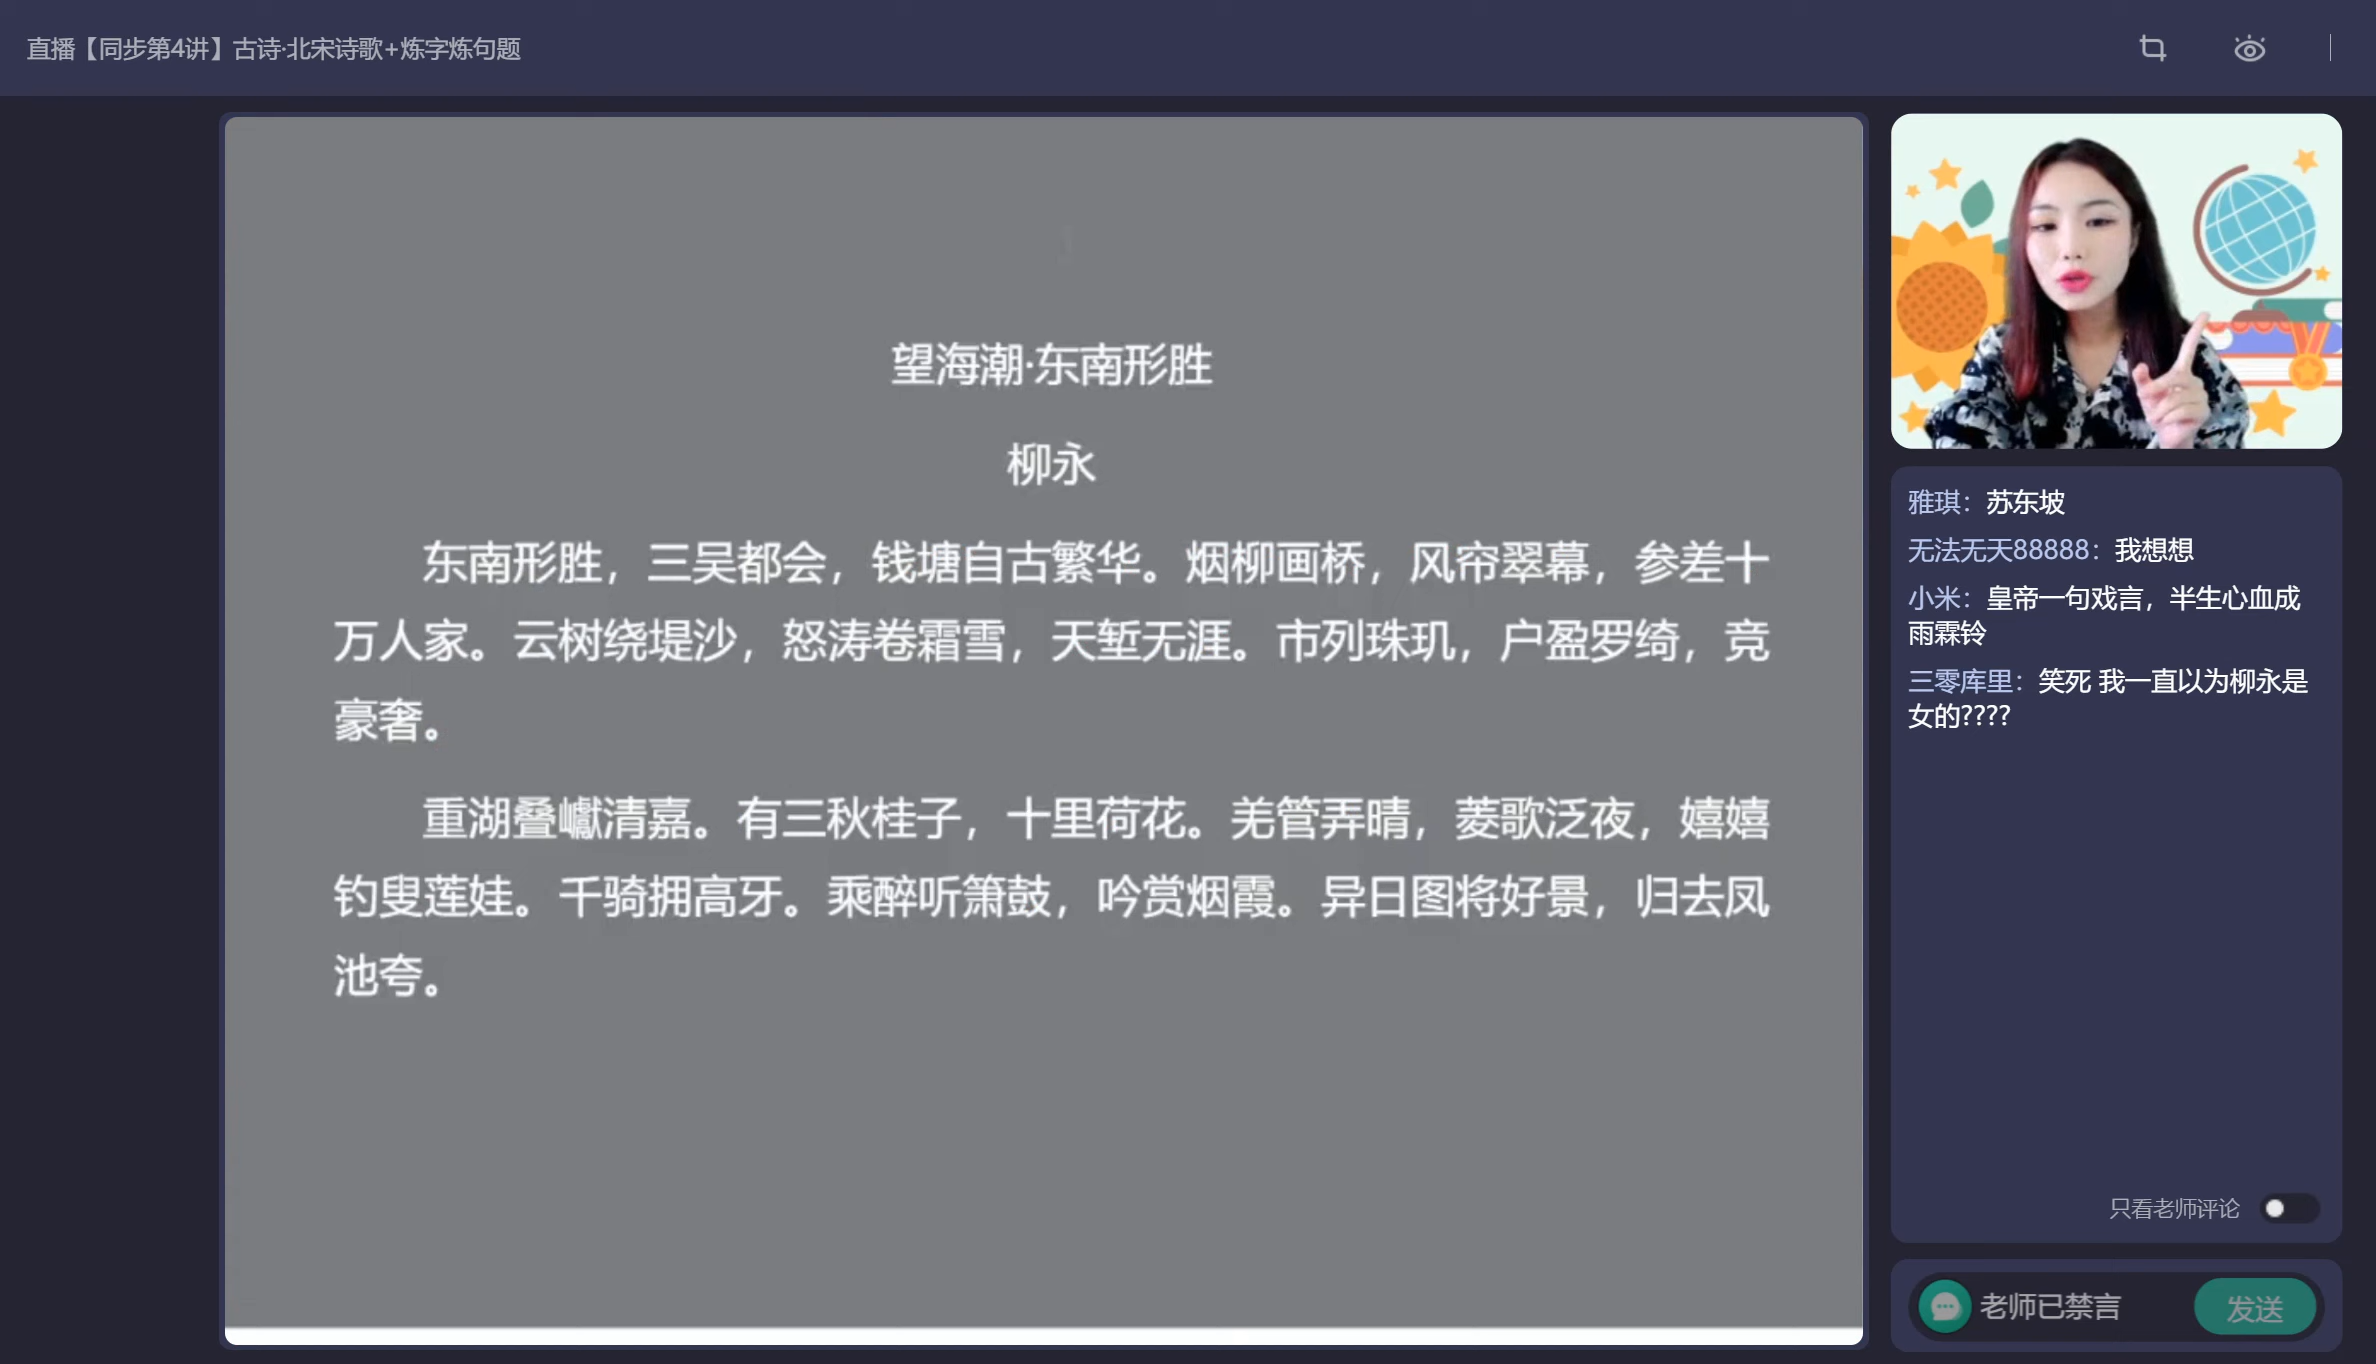 直播【同步第4讲】古诗·北宋诗歌+炼字炼句题
望海潮·东南形胜
柳永
东南形胜，三吴都会，钱塘自古繁华。烟柳画桥，风帘翠幕，参差十
万人家。云树绕堤沙，怒涛卷霜雪，天堑无涯。市列珠玑，户盈罗绮，竞
豪奢。
重湖叠巘清嘉。有三秋桂子，十里荷花。羌管弄晴，菱歌泛夜，嬉嬉
钓叟莲娃。千骑拥高牙。乘醉听箫鼓，吟赏烟霞。异日图将好景，归去凤
池夸。
雅琪：苏东坡
无法无天88888：我想想
小米：皇帝一句戏言，半生心血成
雨霖铃
三零库里：笑死 我一直以为柳永是
女的????
只看老师评论
老师已禁言
发送